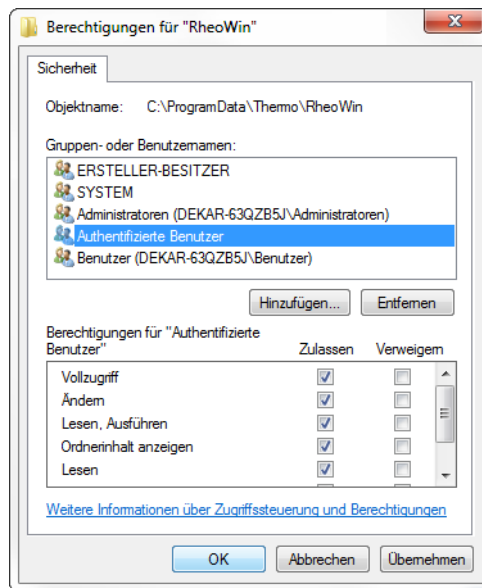 Berechtigungen für "RheoWin"
Sicherheit
Objektname: C:\ProgramData\Thermo\RheoWin
Gruppen- oder Benutzernamen:
ERSTELLER-BESITZER
SYSTEM
Administratoren (DEKAR-63QZB5J\Administratoren)
Authentifizierte Benutzer
Benutzer (DEKAR-63QZB5J\Benutzer)
Hinzufügen... Entfernen
Berechtigungen für "Authentifizierte
Benutzer" Zulassen Verweigern
Vollzugriff
Ändern
Lesen, Ausführen
Ordnerinhalt anzeigen
Lesen
Weitere Informationen über Zugriffssteuerung und Berechtigungen
OK Abbrechen Übernehmen